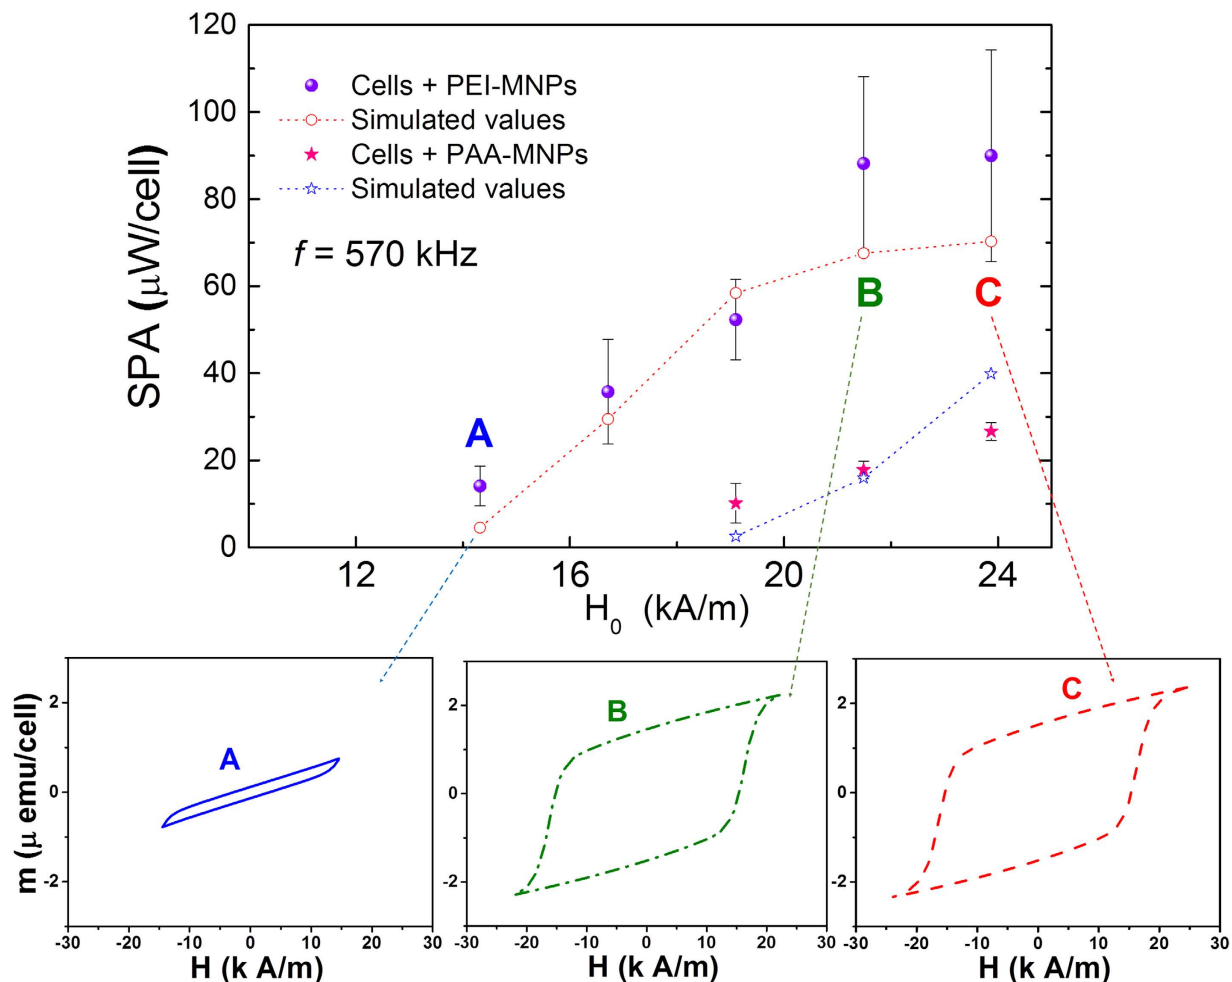 120
100
80
60
40
20
0
SPA (μW/cell)
Cells + PEI-MNPs
Simulated values
Cells + PAA-MNPs
Simulated values
f = 570 kHz
A
B
C
12 16 20 24
H₀ (kA/m)
m (μ emu/cell)
2
0
-2
A
-30 -20 -10 0 10 20 30
H (k A/m)
2
0
-2
B
-30 -20 -10 0 10 20 30
H (k A/m)
2
0
-2
C
-30 -20 -10 0 10 20 30
H (k A/m)